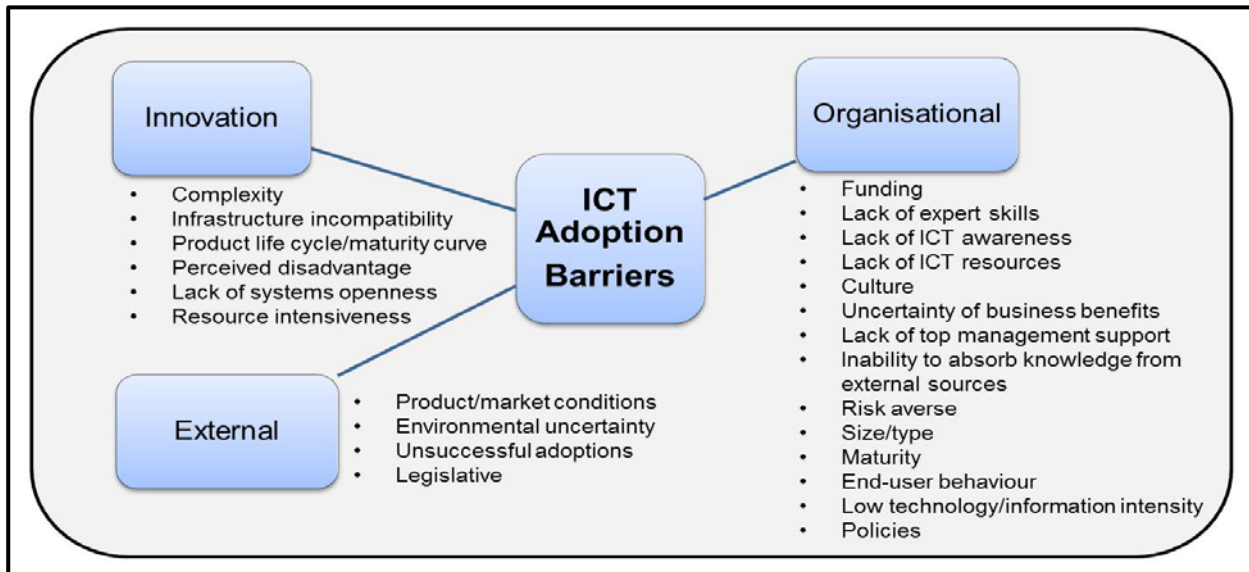 Innovation
• Complexity
• Infrastructure incompatibility
• Product life cycle/maturity curve
• Perceived disadvantage
• Lack of systems openness
• Resource intensiveness
ICT
Adoption
Barriers
Organisational
• Funding
• Lack of expert skills
• Lack of ICT awareness
• Lack of ICT resources
• Culture
• Uncertainty of business benefits
• Lack of top management support
• Inability to absorb knowledge from
external sources
• Risk averse
• Size/type
• Maturity
• End-user behaviour
• Low technology/information intensity
• Policies
External
• Product/market conditions
• Environmental uncertainty
• Unsuccessful adoptions
• Legislative